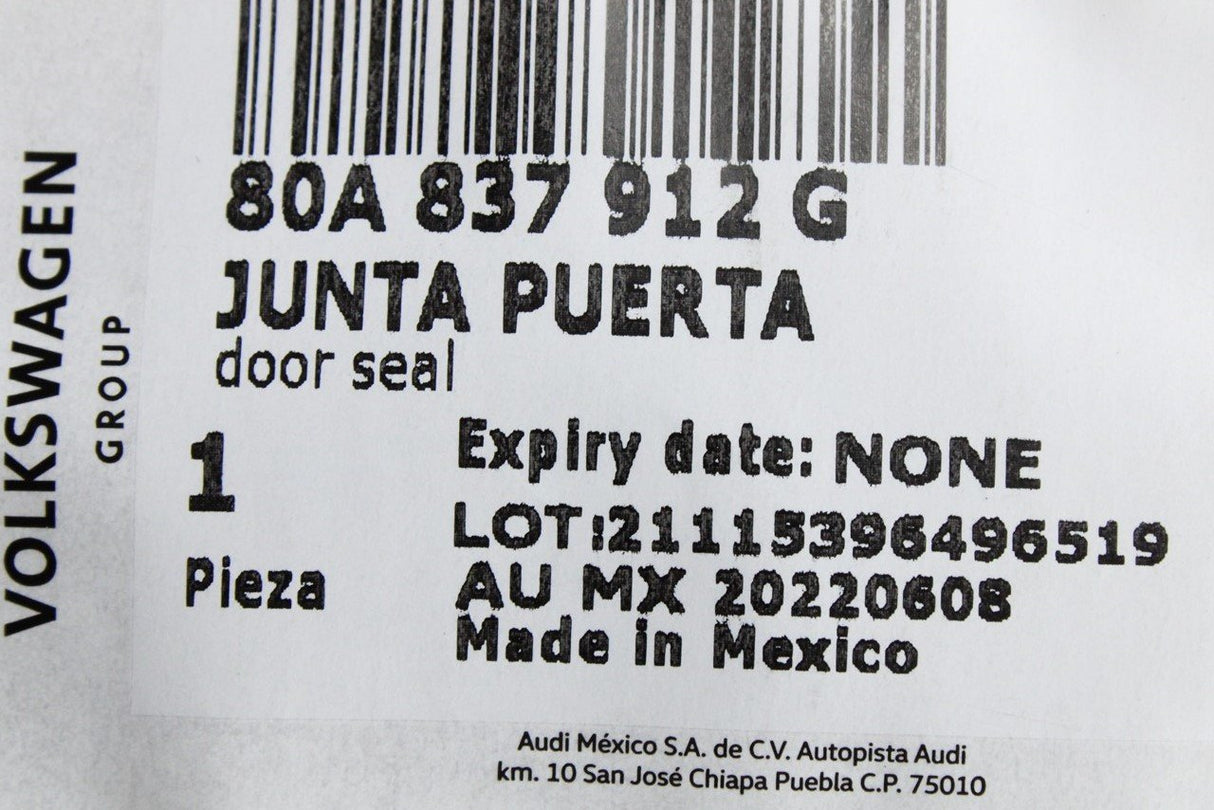 80A 837 912 G
JUNTA PUERTA
door seal
1
Pieza
Expiry date: NONE
LOT:21115396496519
AU MX 20220608
Made in Mexico
VOLKSWAGEN
GROUP
Audi México S.A. de C.V. Autopista Audi
km. 10 San José Chiapa Puebla C.P. 75010